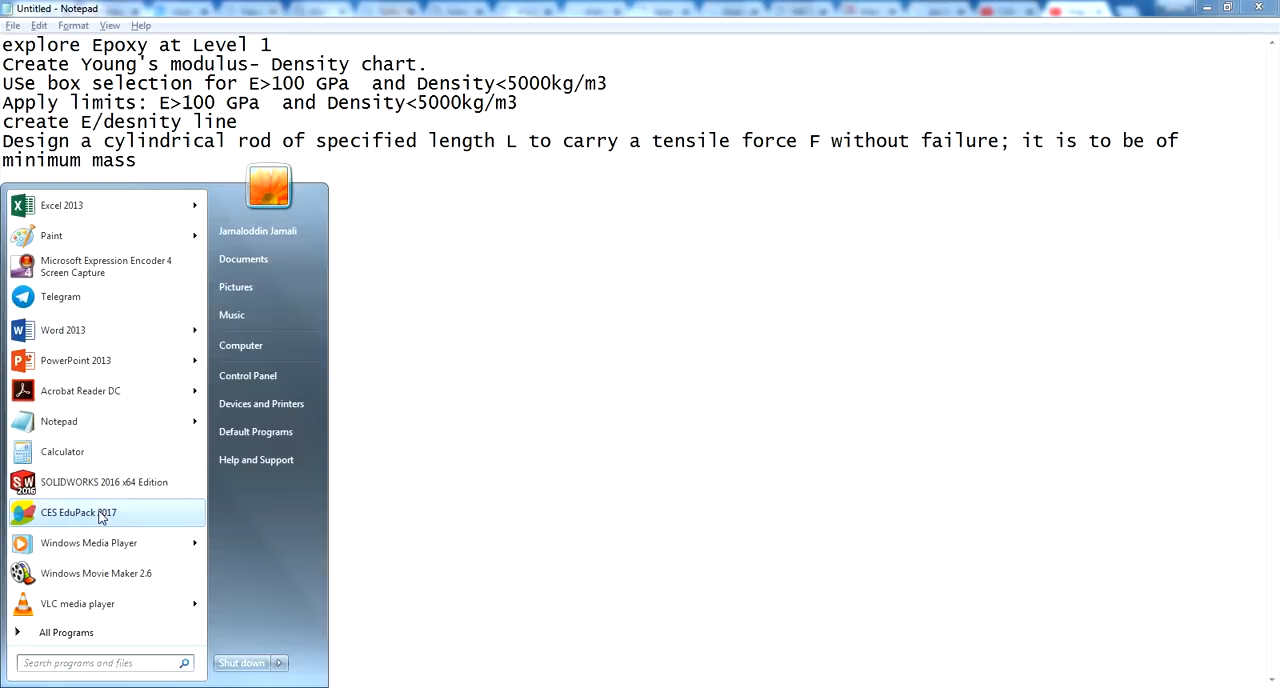 Untitled - Notepad
File Edit Format View Help
explore Epoxy at Level 1
Create Young's modulus- Density chart.
USe box selection for E>100 GPa  and Density<5000kg/m3
Apply limits: E>100 GPa  and Density<5000kg/m3
create E/desnity line
Design a cylindrical rod of specified length L to carry a tensile force F without failure; it is to be of
minimum mass
Excel 2013
Paint
Microsoft Expression Encoder 4
Screen Capture
Telegram
Word 2013
PowerPoint 2013
Acrobat Reader DC
Notepad
Calculator
SOLIDWORKS 2016 x64 Edition
CES EduPack 2017
Windows Media Player
Windows Movie Maker 2.6
VLC media player
All Programs
Search programs and files
Jamaloddin Jamali
Documents
Pictures
Music
Computer
Control Panel
Devices and Printers
Default Programs
Help and Support
Shut down